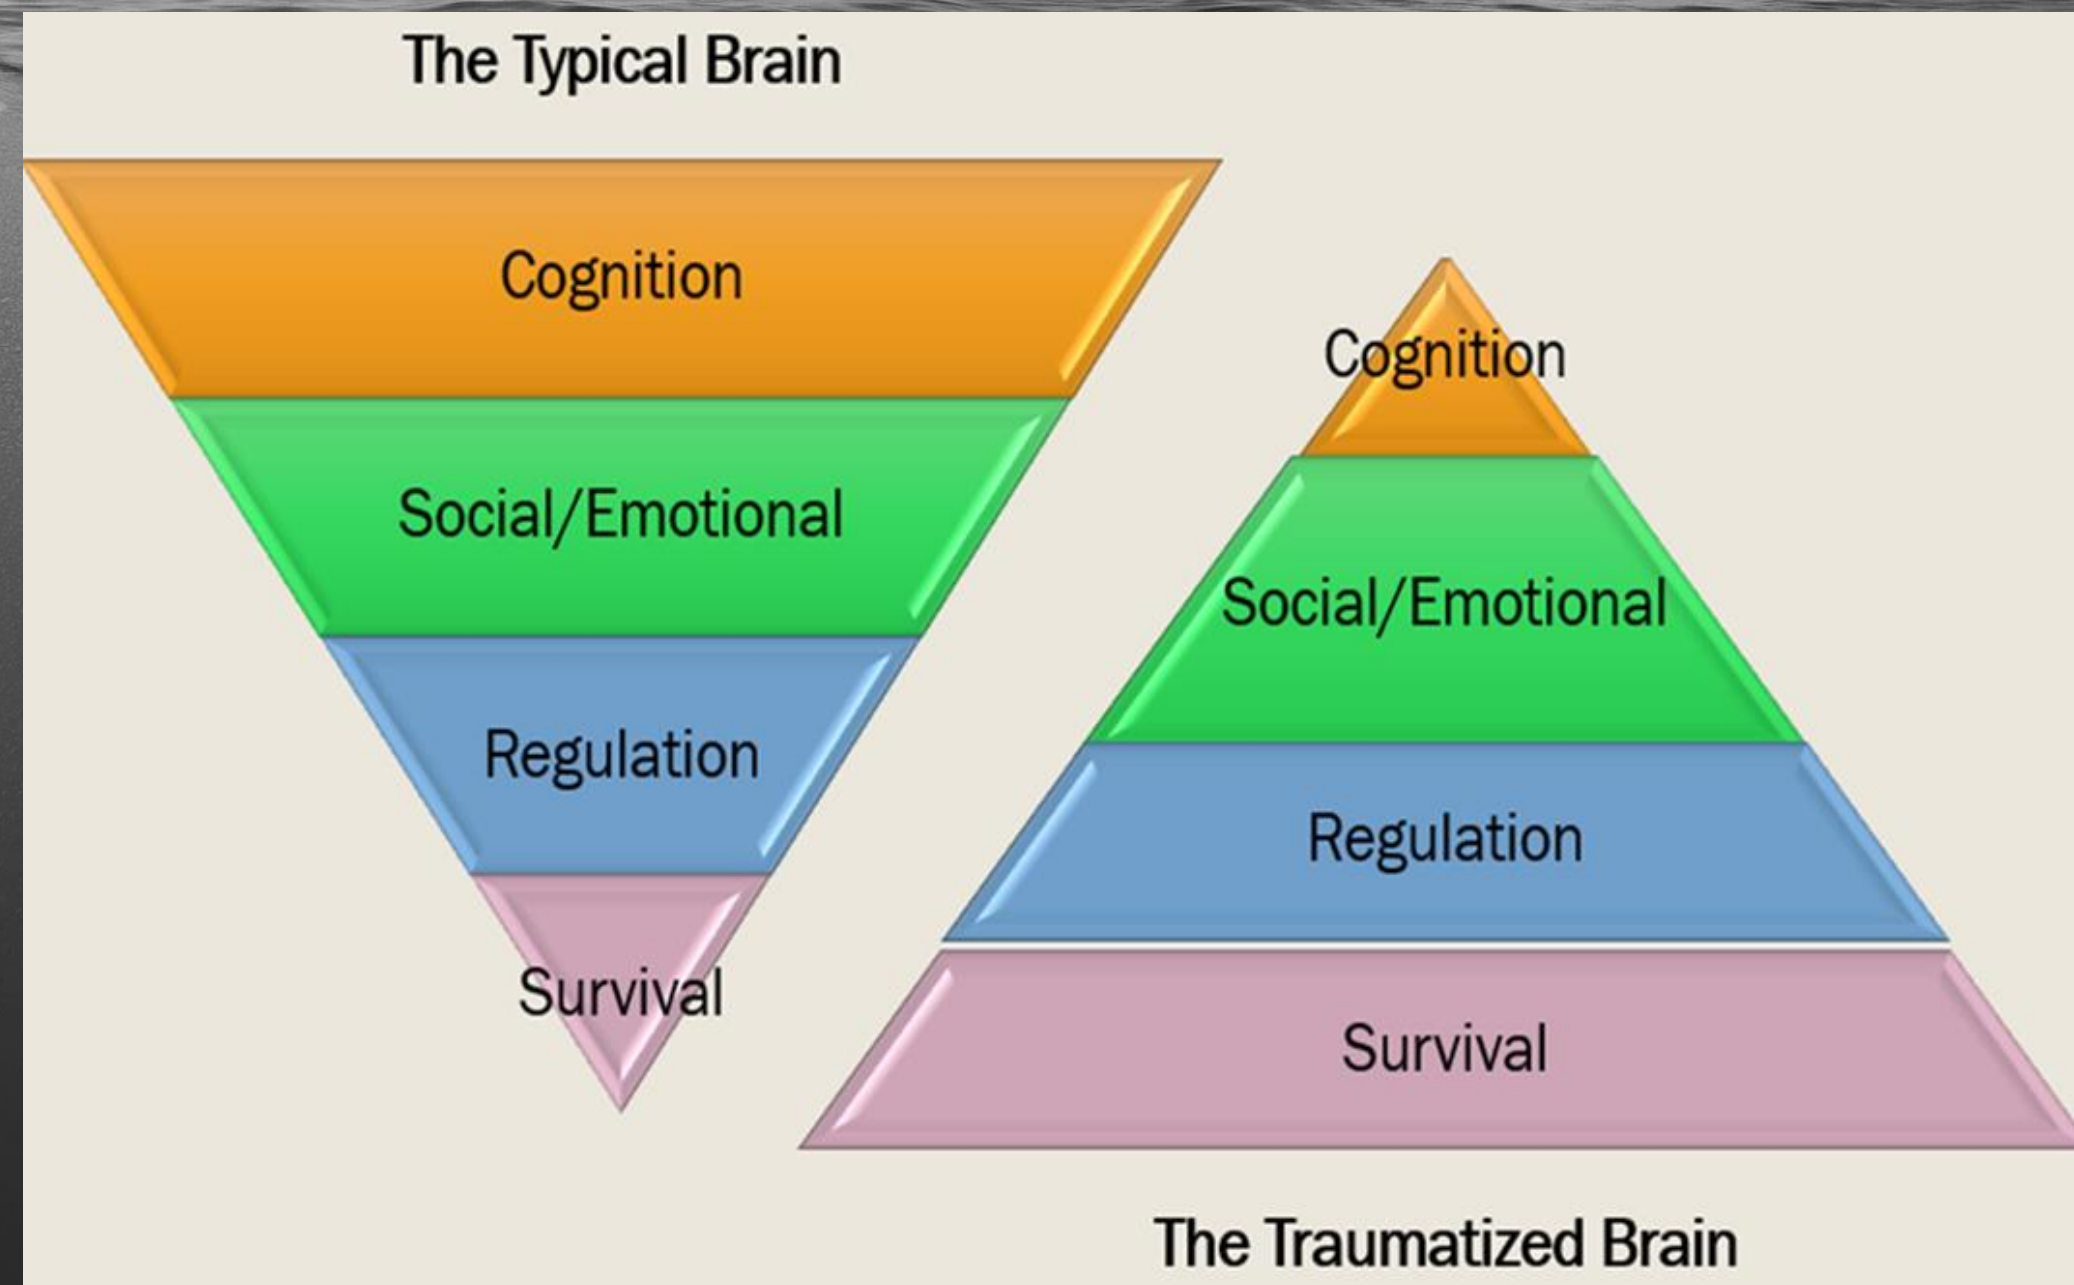 The Typical Brain
Cognition
Social/Emotional
Regulation
Survival
Cognition
Social/Emotional
Regulation
Survival
The Traumatized Brain